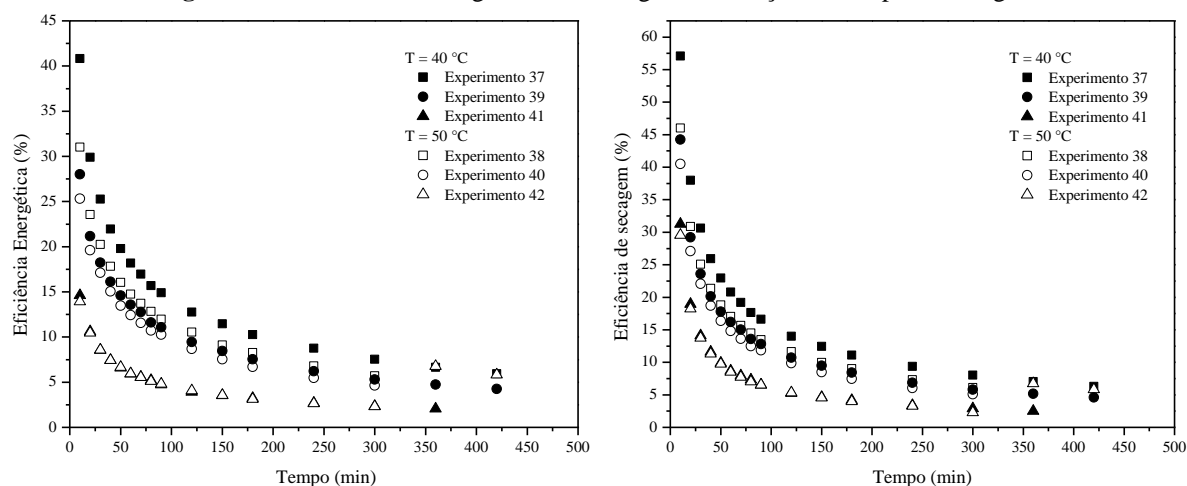 45
40
35
30
25
20
15
10
5
0
Eficiência Energética (%)
T = 40 °C
Experimento 37
Experimento 39
Experimento 41
T = 50 °C
Experimento 38
Experimento 40
Experimento 42
0 50 100 150 200 250 300 350 400 450 500
Tempo (min)
60
55
50
45
40
35
30
25
20
15
10
5
0
Eficiência de secagem (%)
T = 40 °C
Experimento 37
Experimento 39
Experimento 41
T = 50 °C
Experimento 38
Experimento 40
Experimento 42
0 50 100 150 200 250 300 350 400 450 500
Tempo (min)